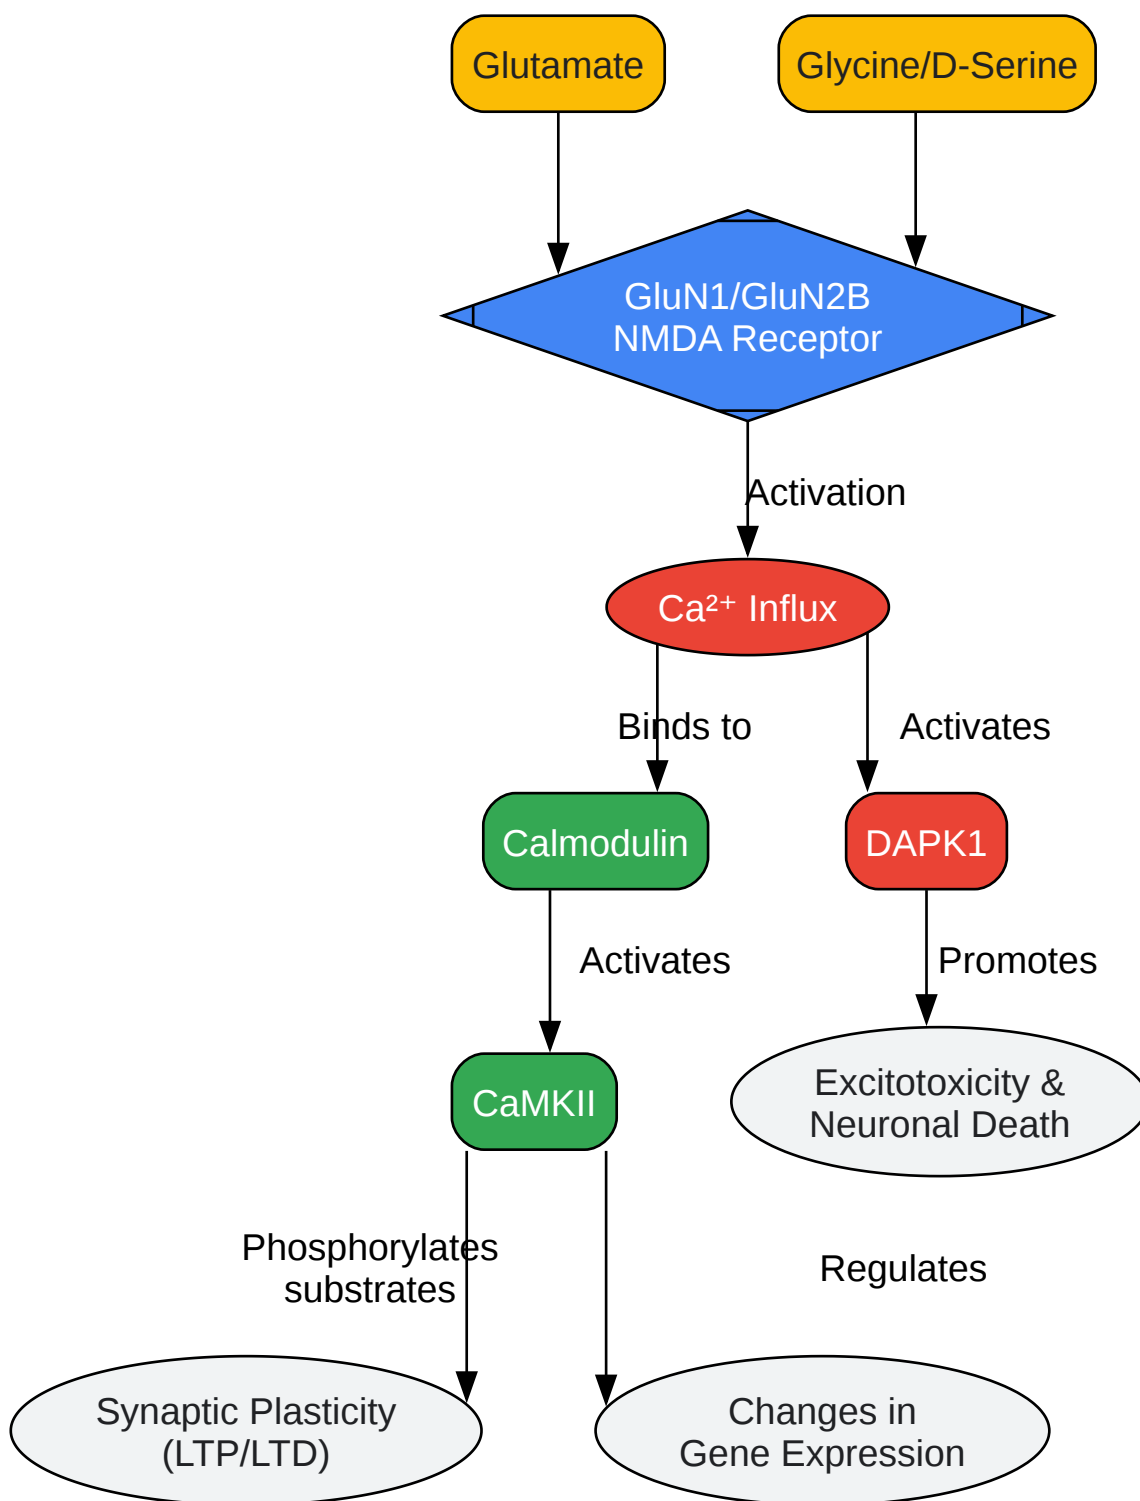 Glutamate
Glycine/D-Serine
GluN1/GluN2B
NMDA Receptor
Activation
Ca²⁺ Influx
Binds to
Activates
Calmodulin
DAPK1
Activates
Promotes
CaMKII
Excitotoxicity &
Neuronal Death
Phosphorylates
substrates
Regulates
Synaptic Plasticity
(LTP/LTD)
Changes in
Gene Expression